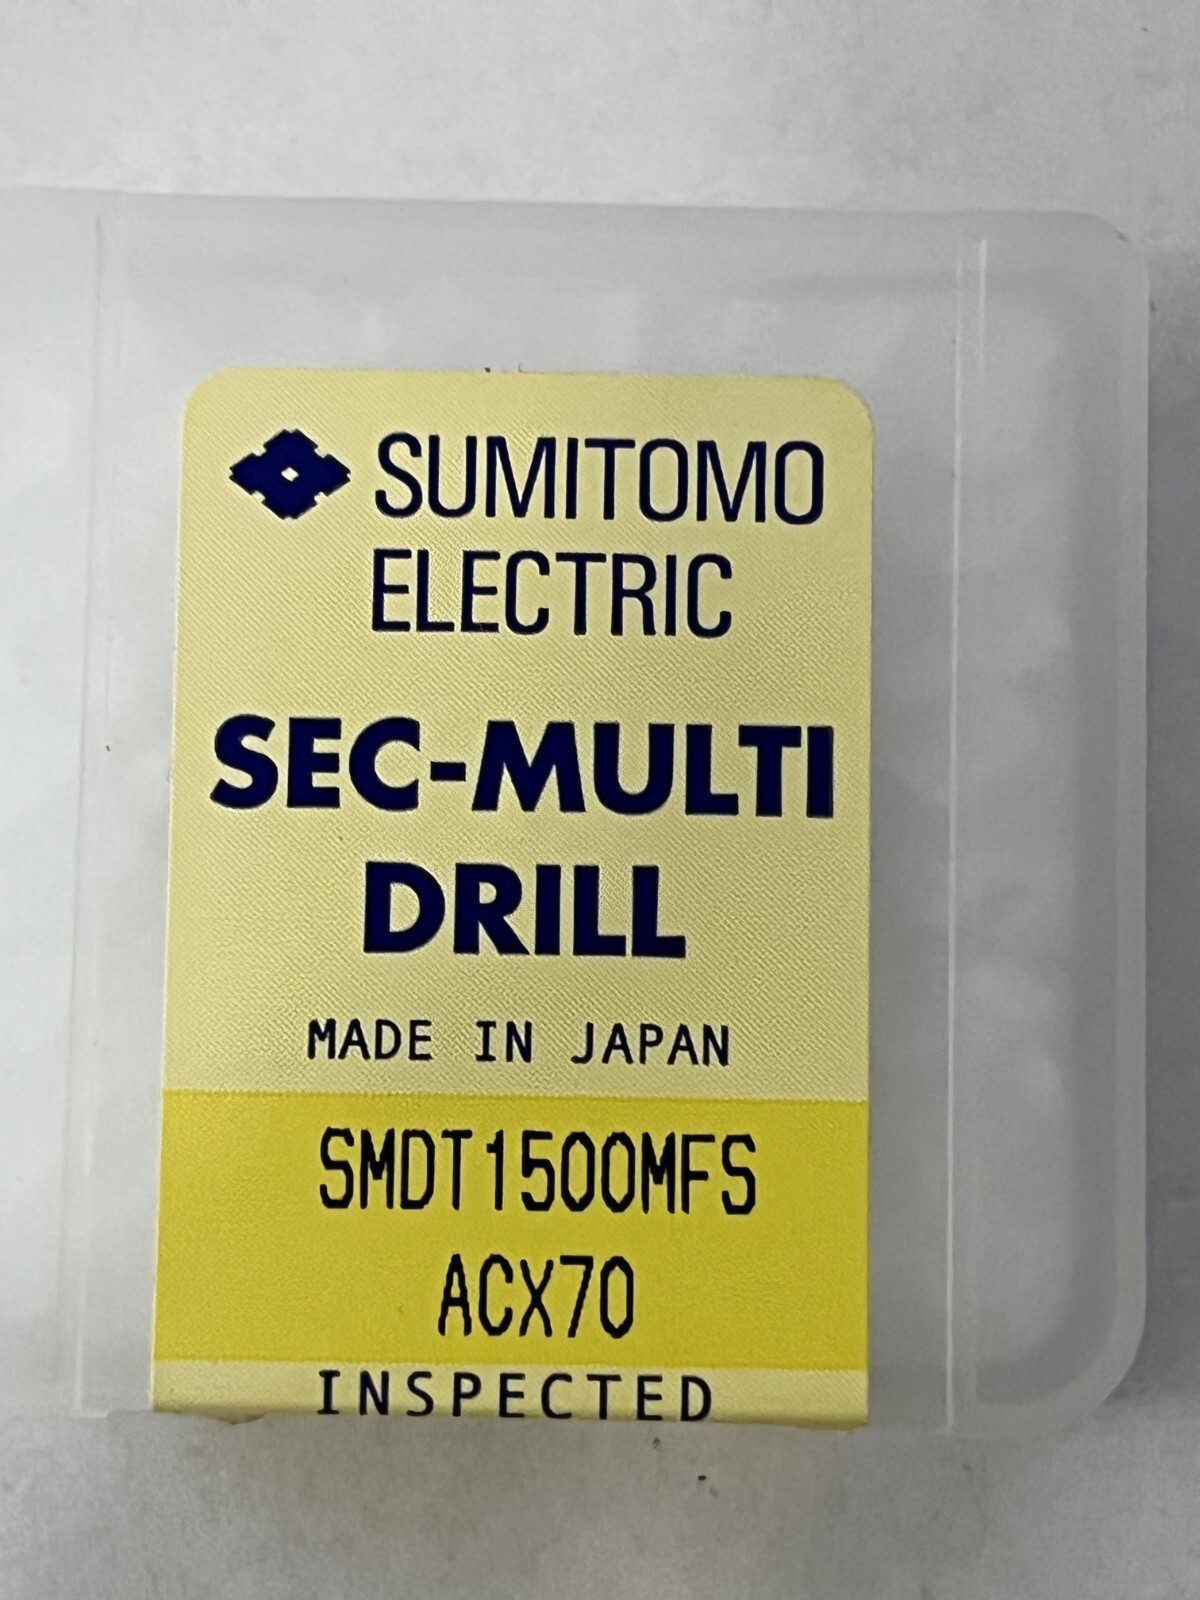 SUMITOMO
ELECTRIC
SEC-MULTI
DRILL
MADE IN JAPAN
SMDT1500MFS
ACX70
INSPECTED